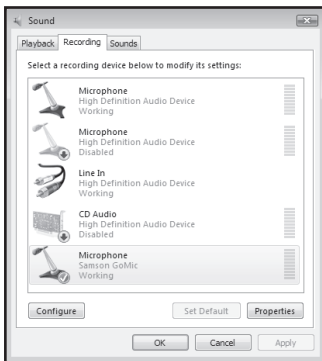 Sound
Playback Recording Sounds
Select a recording device below to modify its settings:
Microphone
High Definition Audio Device
Working
Microphone
High Definition Audio Device
Disabled
Line In
High Definition Audio Device
Working
CD Audio
High Definition Audio Device
Disabled
Microphone
Samson GoMic
Working
Configure Set Default Properties
OK Cancel Apply